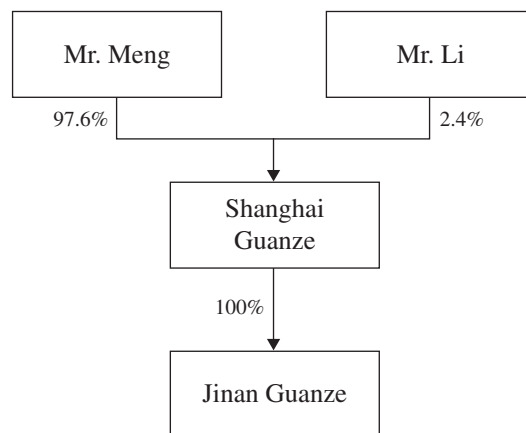 Mr. Meng
Mr. Li
97.6%
2.4%
Shanghai
Guanze
100%
Jinan Guanze